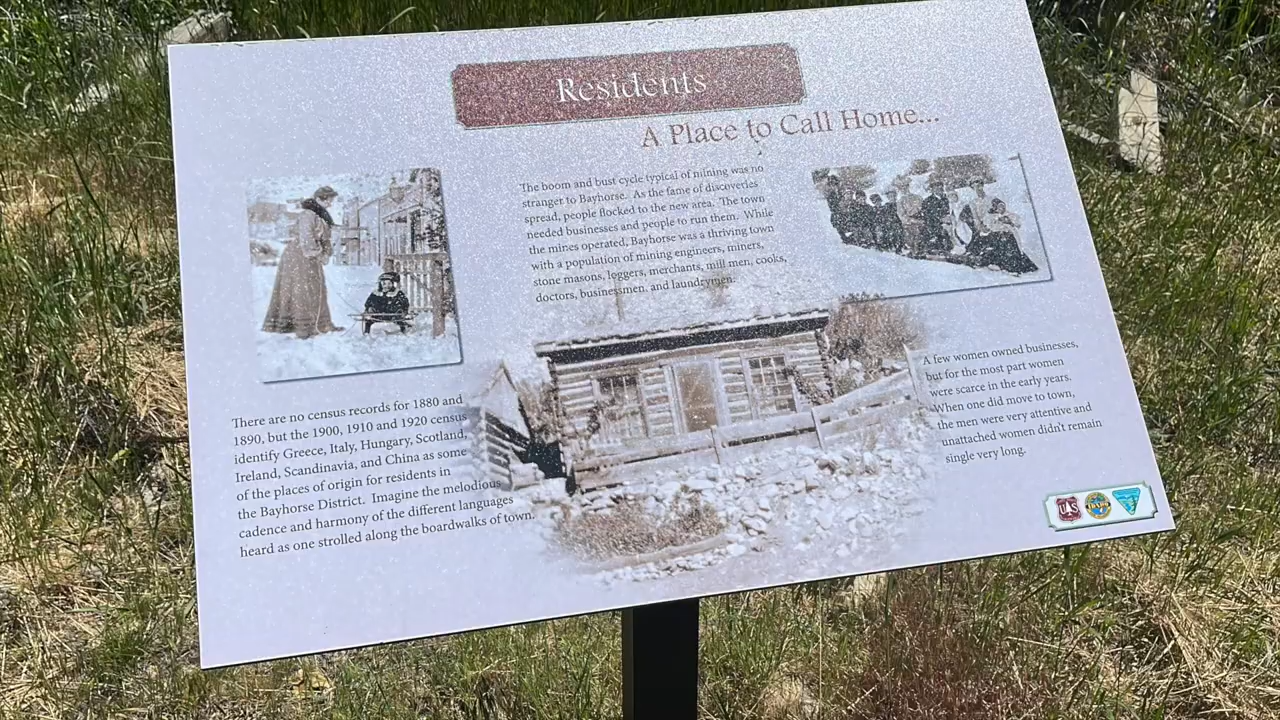 Residents
A Place to Call Home...
The boom and bust cycle typical of mining was no
stranger to Bayhorse. As the fame of discoveries
spread, people flocked to the new area. The town
needed businesses and people to run them. While
the mines operated, Bayhorse was a thriving town
with a population of mining engineers, miners,
stone masons, loggers, merchants, mill men, cooks,
doctors, businessmen, and laundrymen.
There are no census records for 1880 and
1890, but the 1900, 1910 and 1920 census
identify Greece, Italy, Hungary, Scotland,
Ireland, Scandinavia, and China as some
of the places of origin for residents in
the Bayhorse District. Imagine the melodious
cadence and harmony of the different languages
heard as one strolled along the boardwalks of town.
A few women owned businesses,
but for the most part women
were scarce in the early years.
When one did move to town,
the men were very attentive and
unattached women didn't remain
single very long.
U S